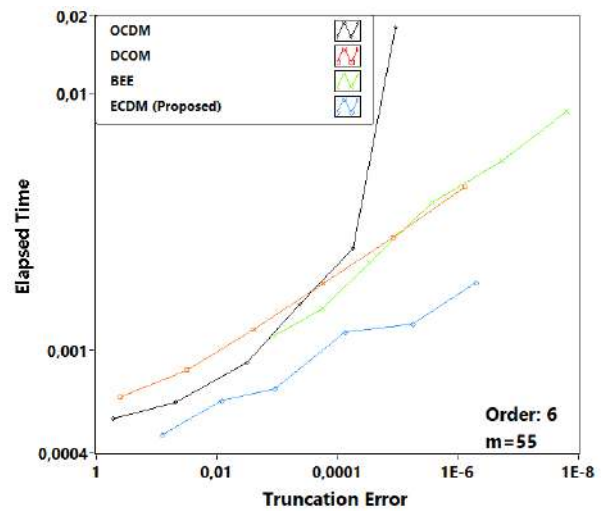 0,02
OCDM
DCOM
BEE
ECDM (Proposed)
0,01
Elapsed Time
0,001
Order: 6
m=55
0,0004
1
0,01
0,0001
1E-6
1E-8
Truncation Error